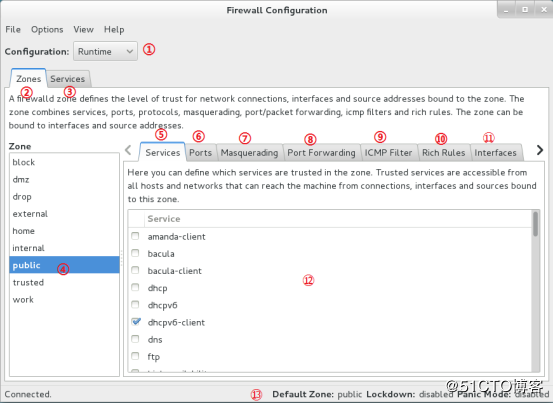 Firewall Configuration
File Options View Help
Configuration: Runtime ①
Zones Services
② ③
A firewalld zone defines the level of trust for network connections, interfaces and source addresses bound to the zone. The
zone combines services, ports, protocols, masquerading, port/packet forwarding, icmp filters and rich rules. The zone can be
bound to interfaces and source addresses.
⑤ ⑥ ⑦ ⑧ ⑨ ⑩ ⑪
Zone
Services Ports Masquerading Port Forwarding ICMP Filter Rich Rules Interfaces
block
dmz
drop
external
home
internal
public ④
trusted
work
Here you can define which services are trusted in the zone. Trusted services are accessible from
all hosts and networks that can reach the machine from connections, interfaces and sources bound
to this zone.
Service
amanda-client
bacula
bacula-client
dhcp
dhcpv6
dhcpv6-client
dns
ftp
⑫
Connected. ⑬ Default Zone: public Lockdown: disabled Panic Mode: disabled
@51CTO博客